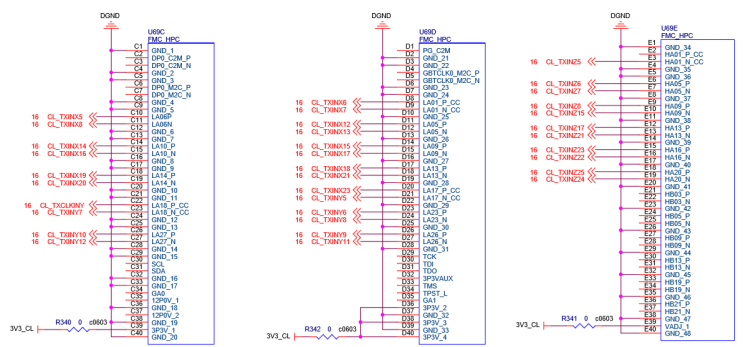 DGND
U69C
FMC_HPC
C1 GND_1
C2 DP0_C2M_P
C3 DP0_C2M_N
C4 GND_2
C5 GND_3
C6 DP0_M2C_P
C7 DP0_M2C_N
C8 GND_4
C9 GND_5
16 CL_TXINX5 C10 LA06P
16 CL_TXINX8 C11 LA06N
C12 GND_6
C13 GND_7
16 CL_TXINX14 C14 LA10_P
16 CL_TXINX16 C15 LA10_N
C16 GND_8
C17 GND_9
16 CL_TXINX19 C18 LA14_P
16 CL_TXINX20 C19 LA14_N
C20 GND_10
C21 GND_11
16 CL_TXCLKINY C22 LA18_P_CC
16 CL_TXINY7 C23 LA18_N_CC
C24 GND_12
C25 GND_13
16 CL_TXINY10 C26 LA27_P
16 CL_TXINY12 C27 LA27_N
C28 GND_14
C29 GND_15
C30 SCL
C31 SDA
C32 GND_16
C33 GND_17
C34 GA0
C35 12P0V_1
C36 GND_18
C37 12P0V_2
C38 GND_19
3V3_CL R340 0 c0603 C39 3P3V_1
C40 GND_20
DGND
U69D
FMC_HPC
D1 PG_C2M
D2 GND_21
D3 GND_22
D4 GBTCLK0_M2C_P
D5 GBTCLK0_M2C_N
D6 GND_23
D7 GND_24
16 CL_TXINX6 D8 LA01_P_CC
16 CL_TXINX7 D9 LA01_N_CC
D10 GND_25
16 CL_TXINX12 D11 LA05_P
16 CL_TXINX13 D12 LA05_N
D13 GND_26
16 CL_TXINX15 D14 LA09_P
16 CL_TXINX17 D15 LA09_N
D16 GND_27
16 CL_TXINX18 D17 LA13_P
16 CL_TXINX21 D18 LA13_N
D19 GND_28
16 CL_TXINX23 D20 LA17_P_CC
16 CL_TXINY5 D21 LA17_N_CC
D22 GND_29
16 CL_TXINY6 D23 LA23_P
16 CL_TXINY8 D24 LA23_N
D25 GND_30
16 CL_TXINY9 D26 LA26_P
16 CL_TXINY11 D27 LA26_N
D28 GND_31
D29 TCK
D30 TDI
D31 TDO
D32 3P3VAUX
D33 TMS
D34 TPST_L
D35 GA1
D36 3P3V_2
D37 GND_32
D38 3P3V_3
D39 GND_33
3V3_CL R342 0 c0603 D40 3P3V_4
DGND
U69E
FMC_HPC
E1 GND_34
E2 HA01_P_CC
16 CL_TXINZ5 E3 HA01_N_CC
E4 GND_35
E5 GND_36
16 CL_TXINZ6 E6 HA05_P
16 CL_TXINZ7 E7 HA05_N
E8 GND_37
16 CL_TXINZ8 E9 HA09_P
16 CL_TXINZ15 E10 HA09_N
E11 GND_38
16 CL_TXINZ17 E12 HA13_P
16 CL_TXINZ21 E13 HA13_N
E14 GND_39
16 CL_TXINZ23 E15 HA16_P
16 CL_TXINZ22 E16 HA16_N
E17 GND_40
16 CL_TXINZ25 E18 HA20_P
16 CL_TXINZ24 E19 HA20_N
E20 GND_41
E21 HB03_P
E22 HB03_N
E23 GND_42
E24 HB05_P
E25 HB05_N
E26 GND_43
E27 HB09_P
E28 HB09_N
E29 GND_44
E30 HB13_P
E31 HB13_N
E32 GND_45
E33 HB19_P
E34 HB19_N
E35 GND_46
E36 HB21_P
E37 HB21_N
E38 GND_47
3V3_CL R341 0 c0603 E39 VADJ_1
E40 GND_48